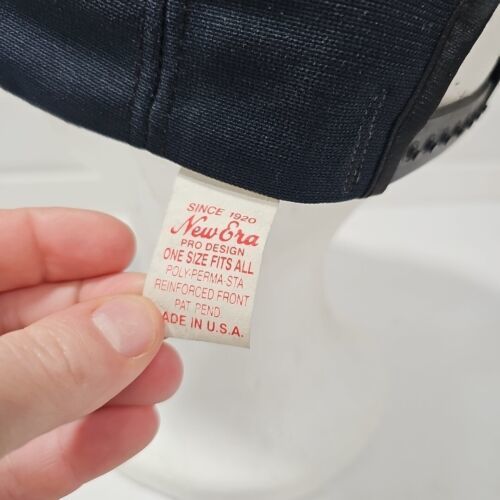 SINCE 1920
New Era
PRO DESIGN
ONE SIZE FITS ALL
POLY-PERMA-STA
REINFORCED FRONT
PAT. PEND.
ADE IN U.S.A.